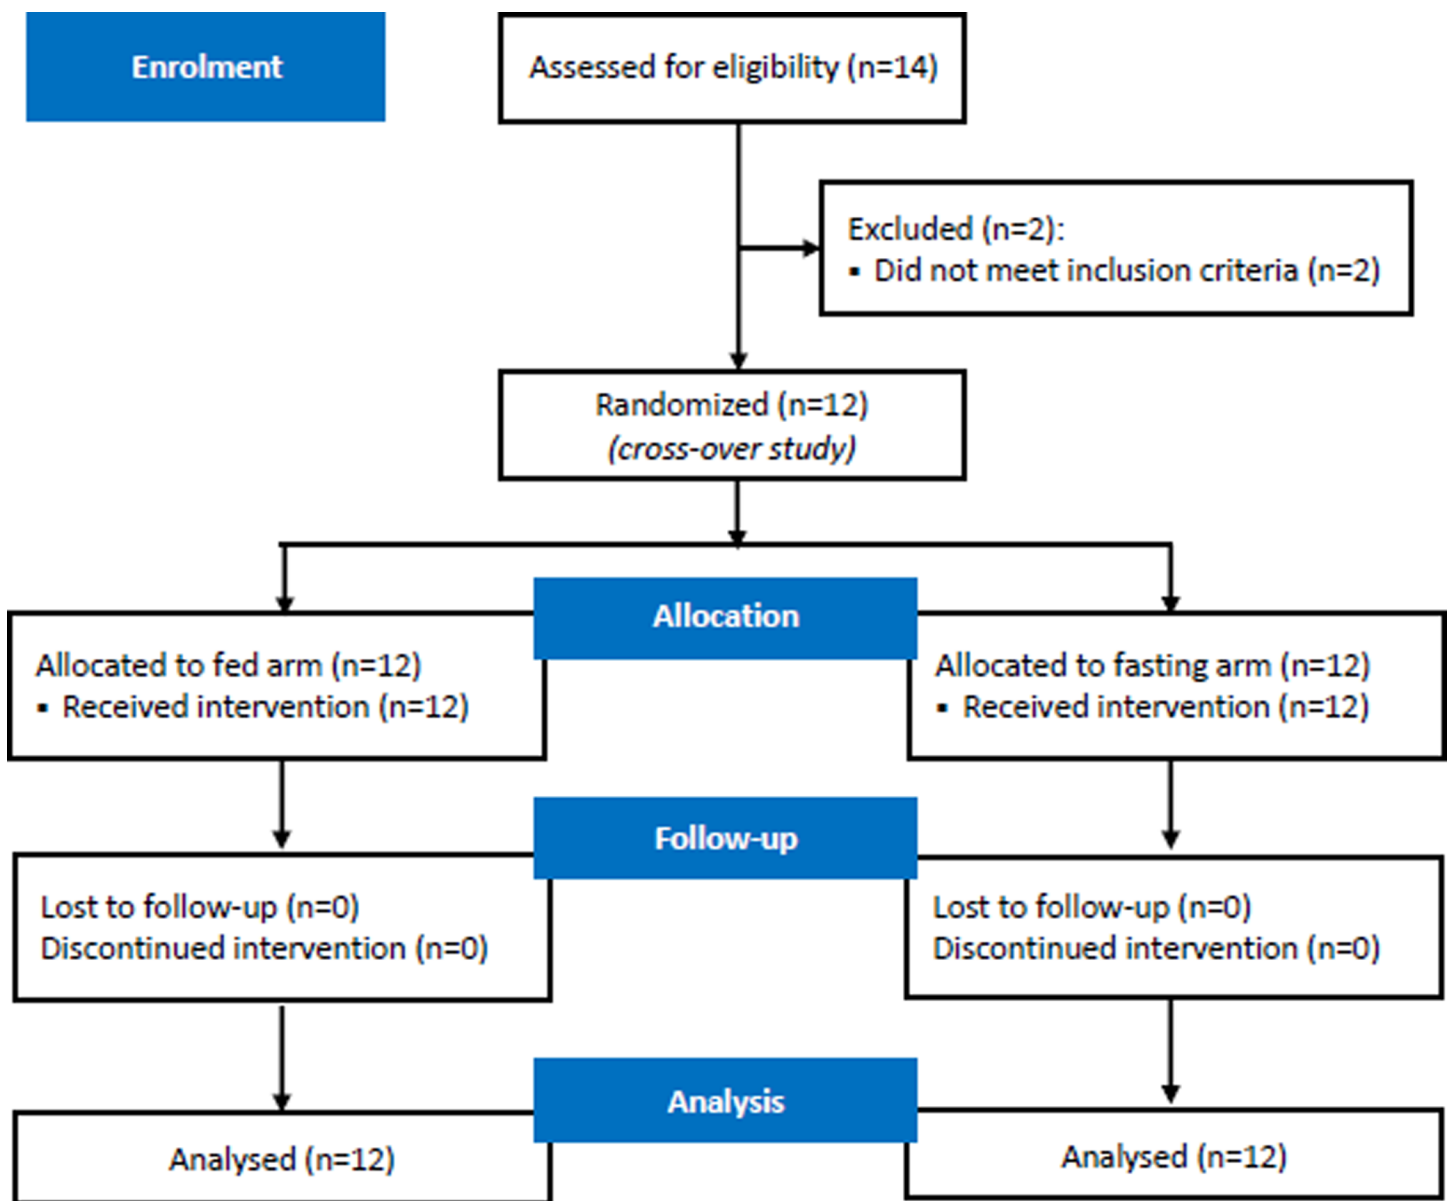 Enrolment
Assessed for eligibility (n=14)
Excluded (n=2):
▪ Did not meet inclusion criteria (n=2)
Randomized (n=12)
(cross-over study)
Allocation
Allocated to fed arm (n=12)
▪ Received intervention (n=12)
Allocated to fasting arm (n=12)
▪ Received intervention (n=12)
Follow-up
Lost to follow-up (n=0)
Discontinued intervention (n=0)
Lost to follow-up (n=0)
Discontinued intervention (n=0)
Analysis
Analysed (n=12)
Analysed (n=12)